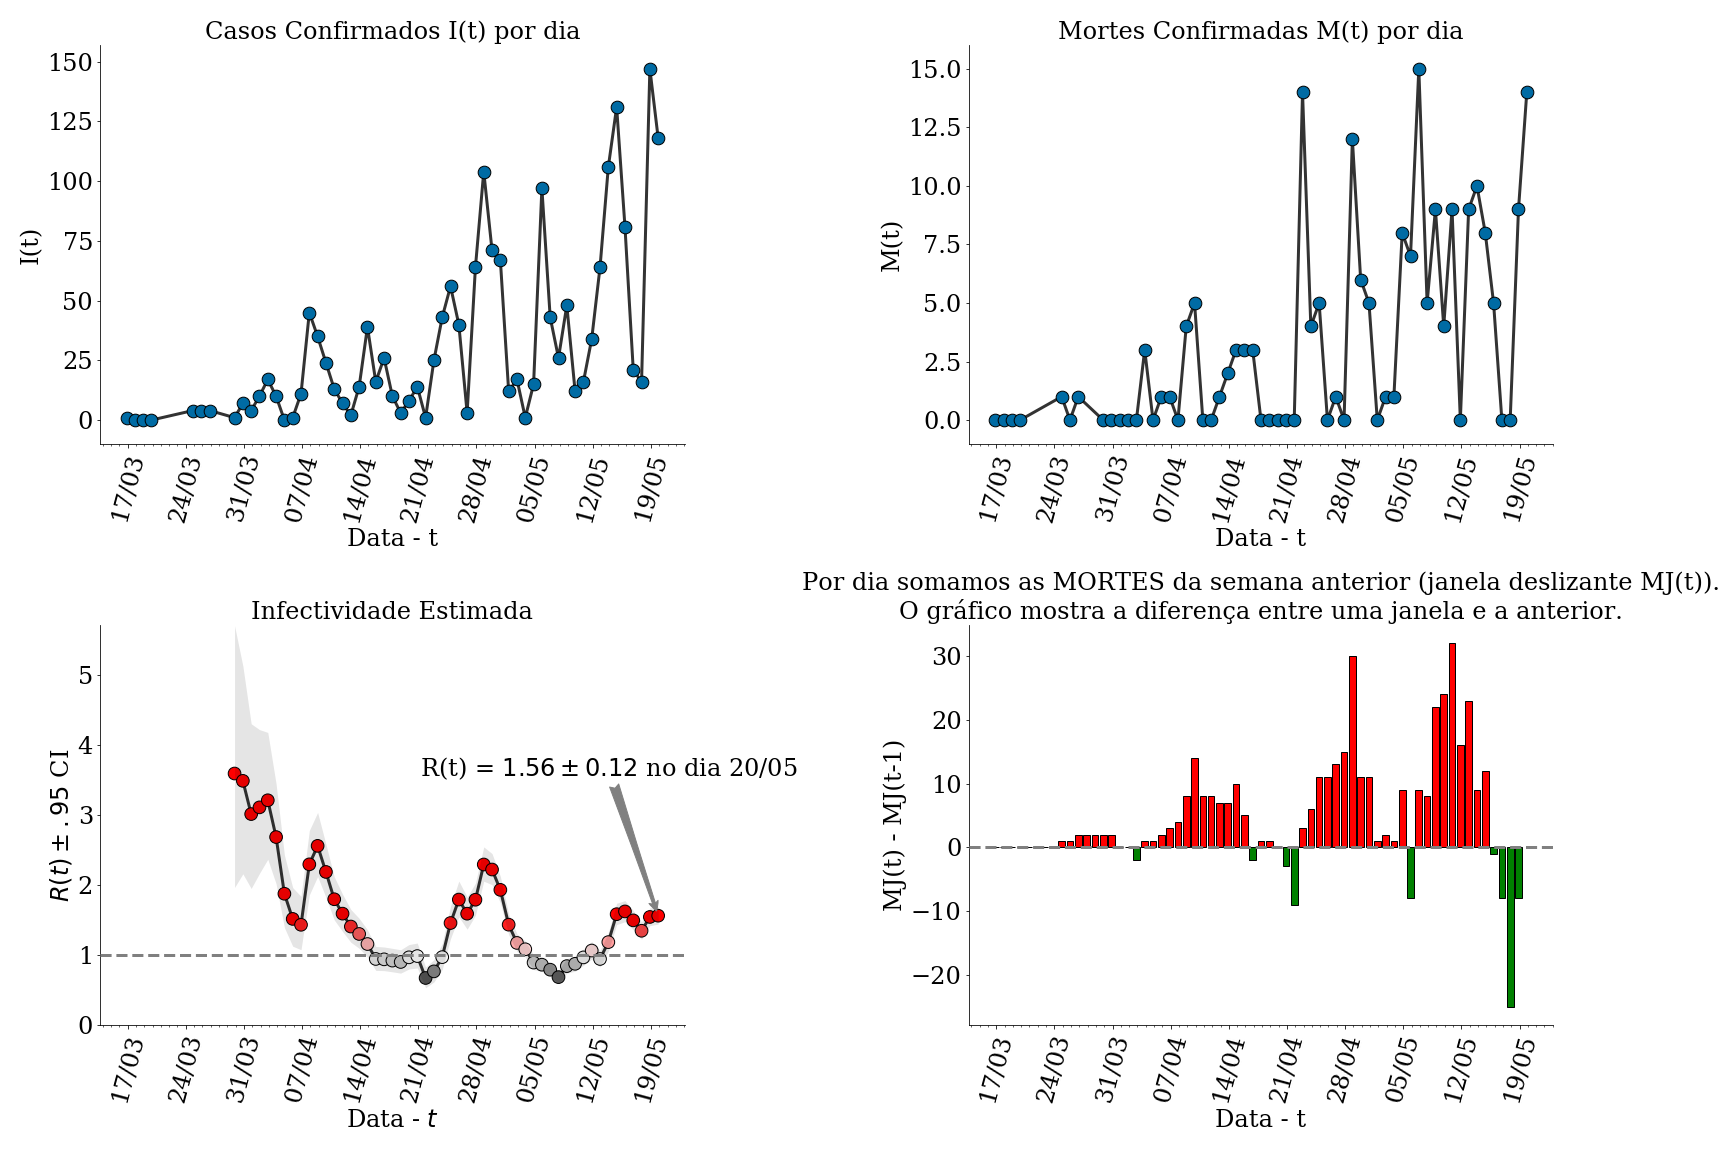 Casos Confirmados I(t) por dia
150
125
100
75
50
25
0
I(t)
17/03 24/03 31/03 07/04 14/04 21/04 28/04 05/05 12/05 19/05
Data - t
Mortes Confirmadas M(t) por dia
15.0
12.5
10.0
7.5
5.0
2.5
0.0
M(t)
17/03 24/03 31/03 07/04 14/04 21/04 28/04 05/05 12/05 19/05
Data - t
Infectividade Estimada
5
4
3
2
1
0
R(t) ± .95 CI
R(t) = 1.56 ± 0.12 no dia 20/05
17/03 24/03 31/03 07/04 14/04 21/04 28/04 05/05 12/05 19/05
Data - t
Por dia somamos as MORTES da semana anterior (janela deslizante MJ(t)).
O gráfico mostra a diferença entre uma janela e a anterior.
30
20
10
0
−10
−20
MJ(t) - MJ(t-1)
17/03 24/03 31/03 07/04 14/04 21/04 28/04 05/05 12/05 19/05
Data - t